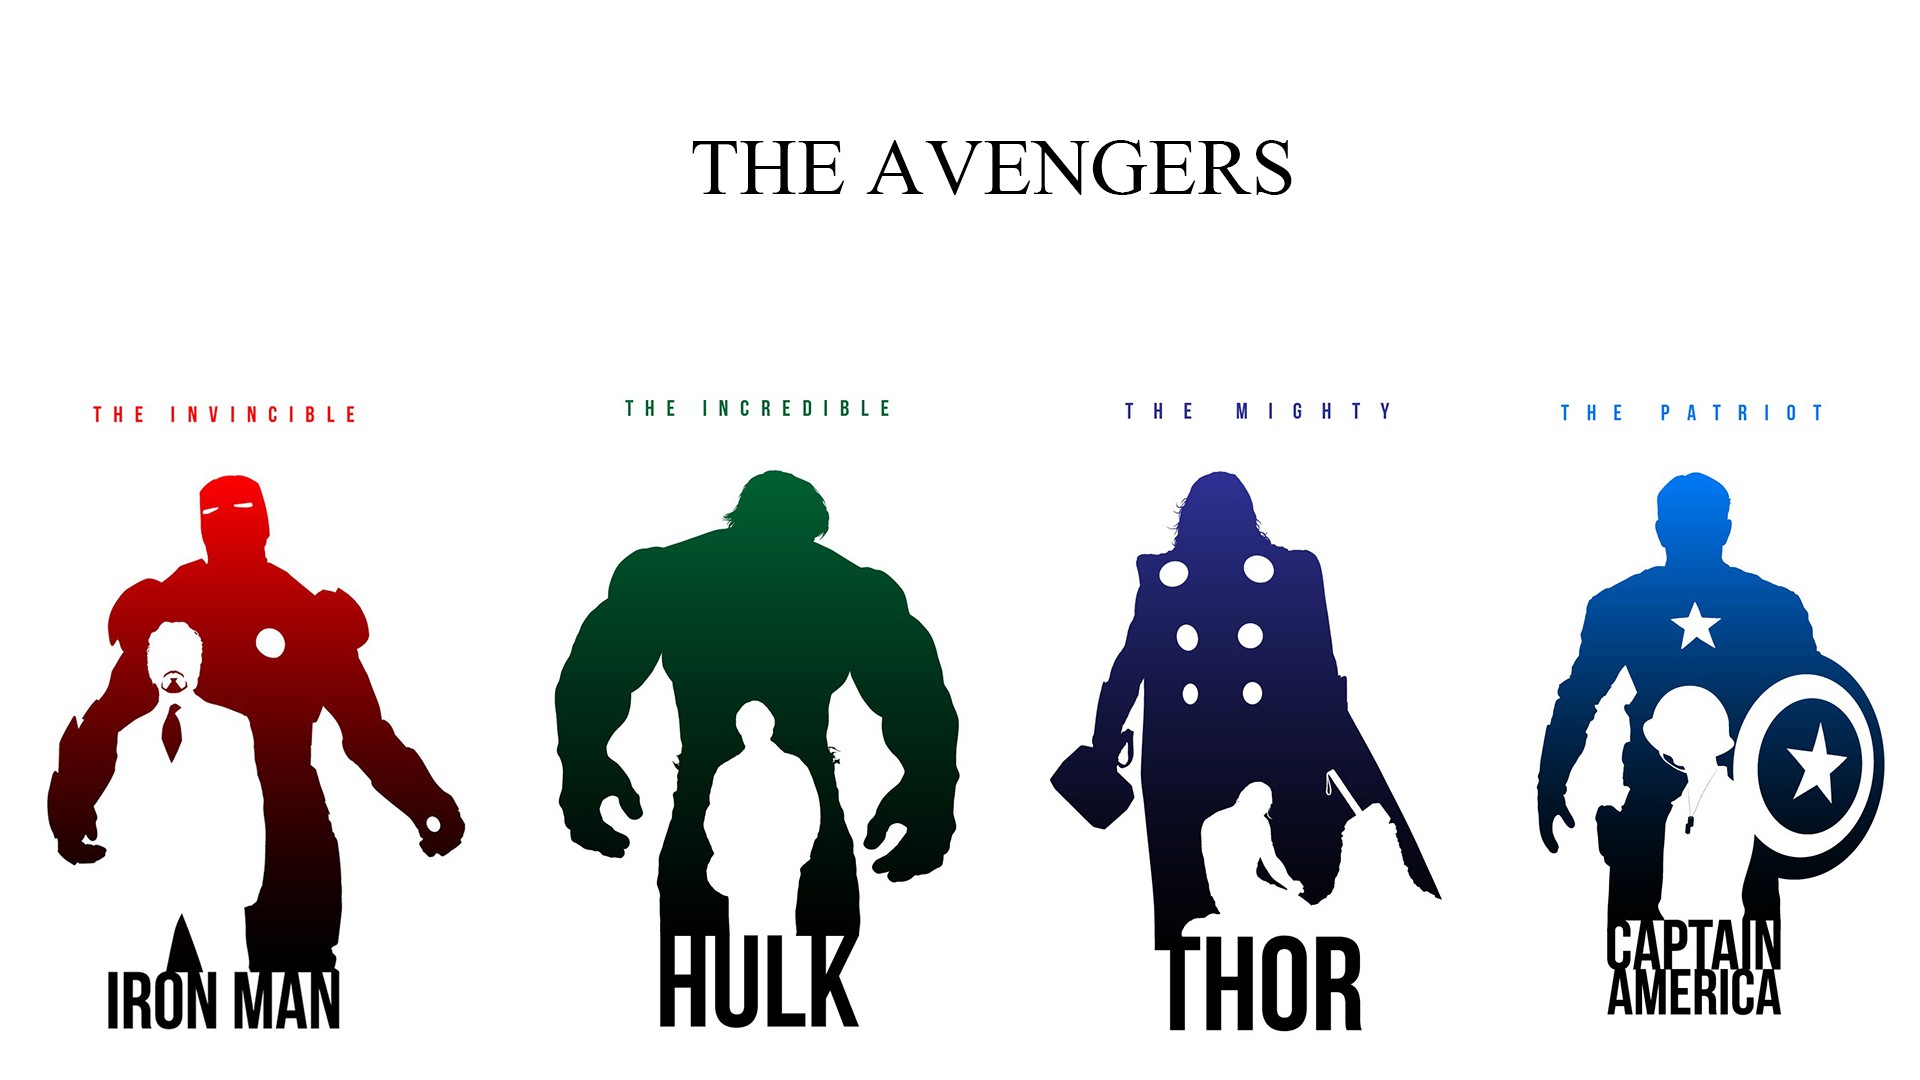 THE AVENGERS
THE INVINCIBLE
IRON MAN
THE INCREDIBLE
HULK
THE MIGHTY
THOR
THE PATRIOT
CAPTAIN
AMERICA